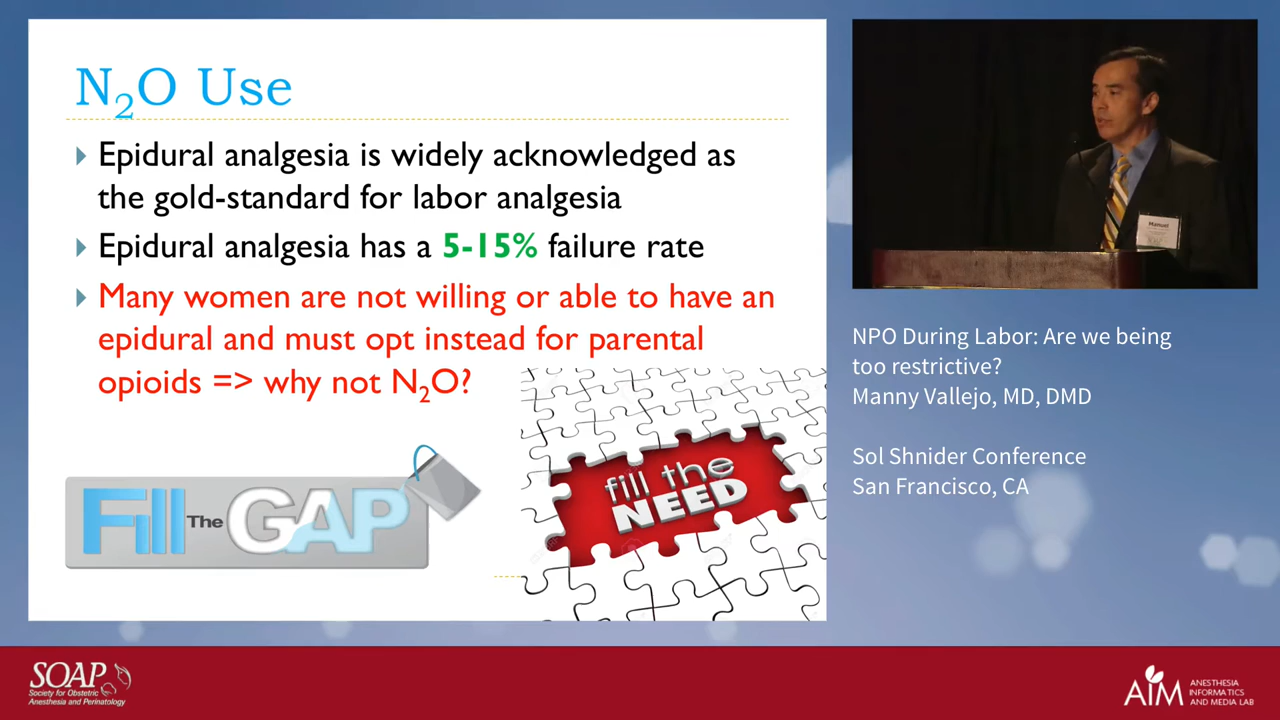 N₂O Use
Epidural analgesia is widely acknowledged as
the gold-standard for labor analgesia
Epidural analgesia has a 5-15% failure rate
Many women are not willing or able to have an
epidural and must opt instead for parental
opioids => why not N₂O?
Fill The GAP
fill the
NEED
Manuel
NPO During Labor: Are we being
too restrictive?
Manny Vallejo, MD, DMD
Sol Shnider Conference
San Francisco, CA
SOAP
Society for Obstetric
Anesthesia and Perinatology
AIM
ANESTHESIA
INFORMATICS
AND MEDIA LAB